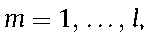 m = 1, . . . , l,